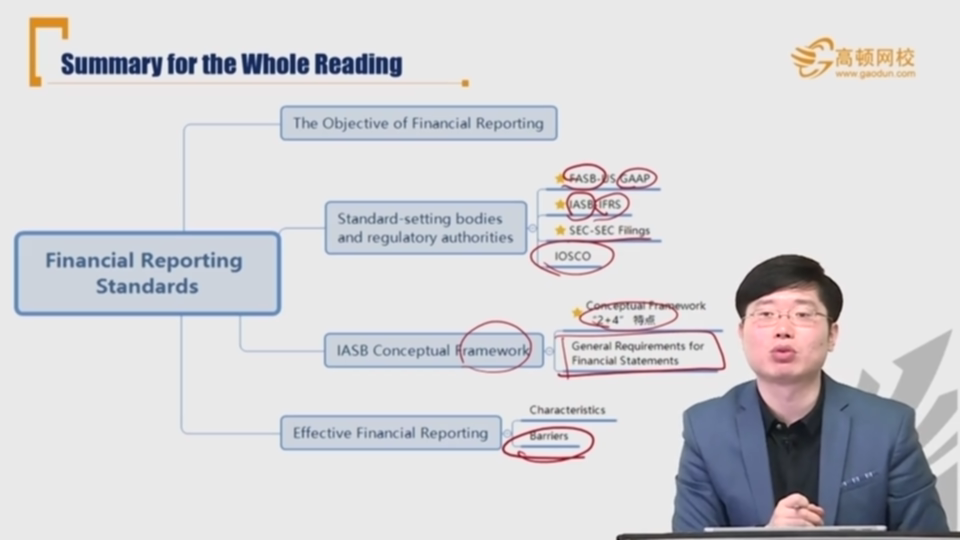 Summary for the Whole Reading
高顿网校
www.gaodun.com
The Objective of Financial Reporting
FASB-US GAAP
Standard-setting bodies
and regulatory authorities
IASB-IFRS
SEC-SEC Filings
IOSCO
Financial Reporting
Standards
Conceptual Framework
"2+4" 特点
IASB Conceptual Framework
General Requirements for
Financial Statements
Effective Financial Reporting
Characteristics
Barriers